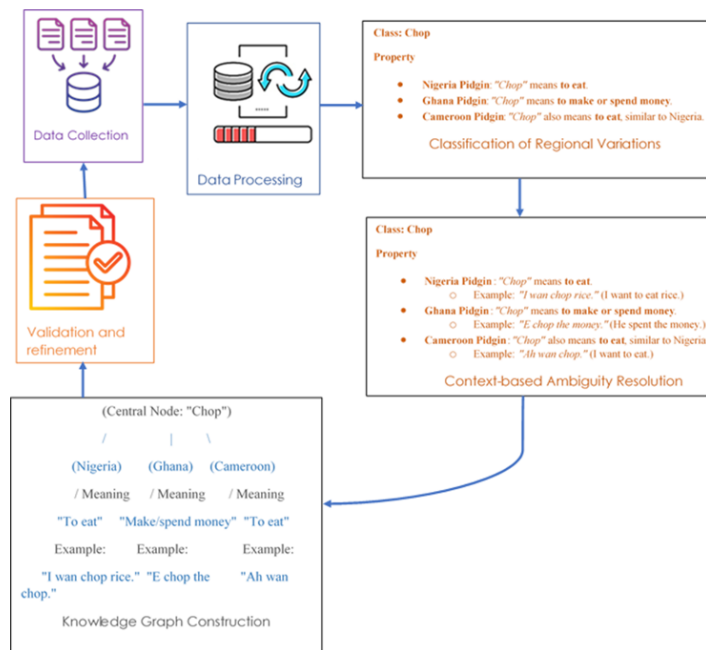 Data Collection
Data Processing
Class: Chop
Property
• Nigeria Pidgin: "Chop" means to eat.
• Ghana Pidgin: "Chop" means to make or spend money.
• Cameroon Pidgin: "Chop" also means to eat, similar to Nigeria.
Classification of Regional Variations
Class: Chop
Property
• Nigeria Pidgin : "Chop" means to eat.
○ Example: "I wan chop rice." (I want to eat rice.)
• Ghana Pidgin: "Chop" means to make or spend money.
○ Example: "E chop the money." (He spent the money.)
• Cameroon Pidgin: "Chop" also means to eat, similar to Nigeria
○ Example: "Ah wan chop." (I want to eat.)
Context-based Ambiguity Resolution
(Central Node: "Chop")
/ | \
(Nigeria) (Ghana) (Cameroon)
/ Meaning / Meaning / Meaning
"To eat" "Make/spend money" "To eat"
Example: Example: Example:
"I wan chop rice." "E chop the "Ah wan
chop."
Knowledge Graph Construction
Validation and
refinement